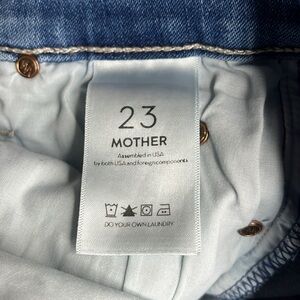 23
MOTHER
Assembled in USA
by both USA and foreign components
DO YOUR OWN LAUNDRY